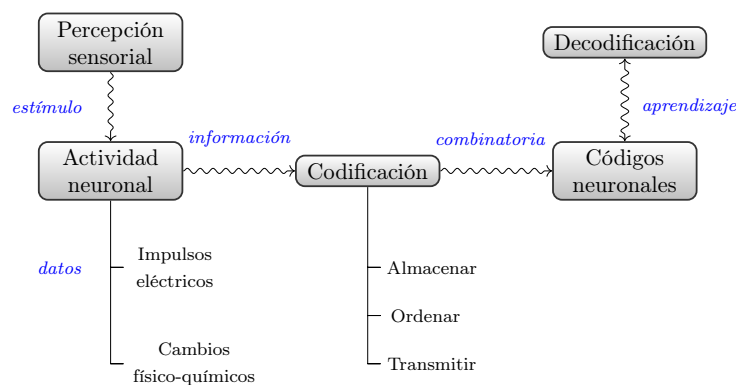 Percepción
sensorial
Decodificación
estímulo
aprendizaje
información
combinatoria
Actividad
neuronal
Codificación
Códigos
neuronales
datos
Impulsos
eléctricos
Almacenar
Ordenar
Cambios
físico-químicos
Transmitir